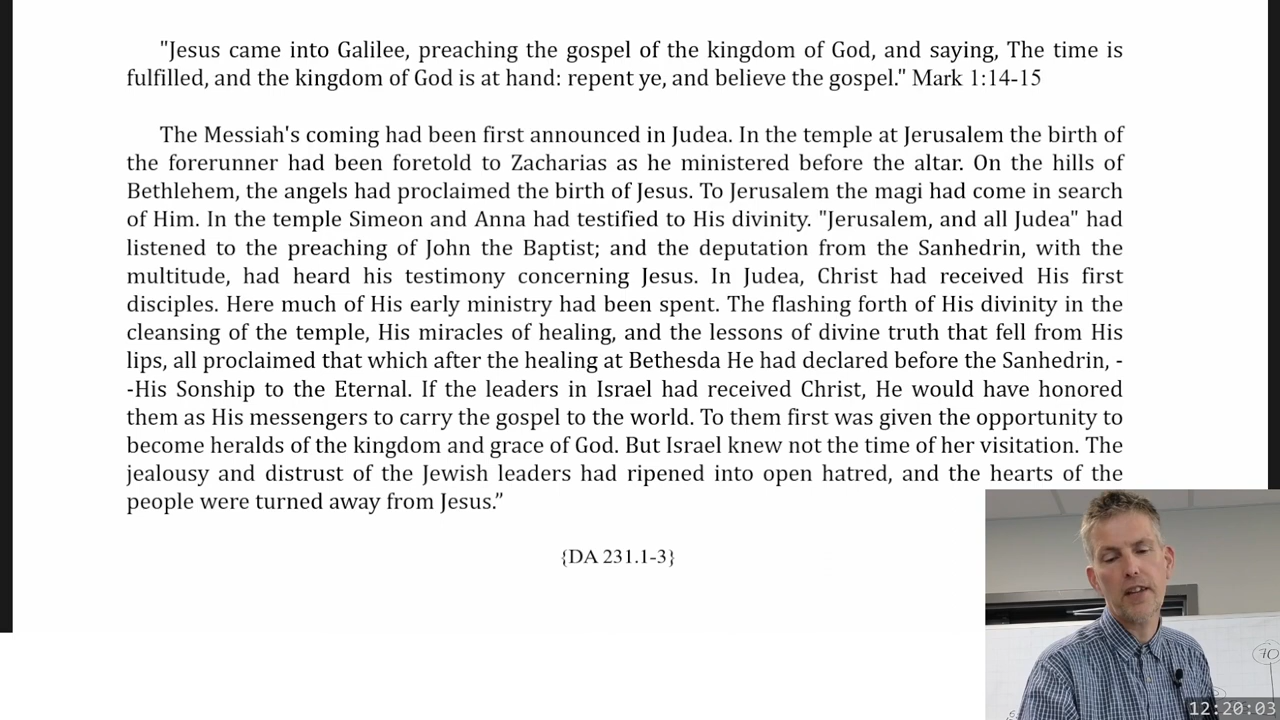 "Jesus came into Galilee, preaching the gospel of the kingdom of God, and saying, The time is
fulfilled, and the kingdom of God is at hand: repent ye, and believe the gospel." Mark 1:14-15
The Messiah's coming had been first announced in Judea. In the temple at Jerusalem the birth of
the forerunner had been foretold to Zacharias as he ministered before the altar. On the hills of
Bethlehem, the angels had proclaimed the birth of Jesus. To Jerusalem the magi had come in search
of Him. In the temple Simeon and Anna had testified to His divinity. "Jerusalem, and all Judea" had
listened to the preaching of John the Baptist; and the deputation from the Sanhedrin, with the
multitude, had heard his testimony concerning Jesus. In Judea, Christ had received His first
disciples. Here much of His early ministry had been spent. The flashing forth of His divinity in the
cleansing of the temple, His miracles of healing, and the lessons of divine truth that fell from His
lips, all proclaimed that which after the healing at Bethesda He had declared before the Sanhedrin, -
-His Sonship to the Eternal. If the leaders in Israel had received Christ, He would have honored
them as His messengers to carry the gospel to the world. To them first was given the opportunity to
become heralds of the kingdom and grace of God. But Israel knew not the time of her visitation. The
jealousy and distrust of the Jewish leaders had ripened into open hatred, and the hearts of the
people were turned away from Jesus.”
{DA 231.1-3}
70
12:20:03